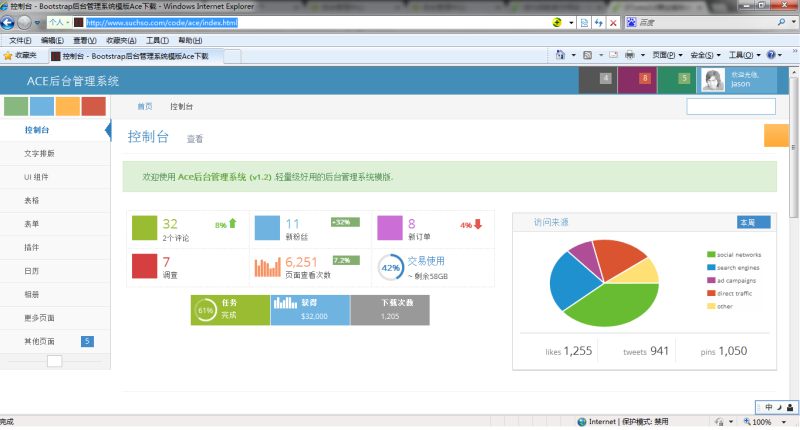 控制台 - Bootstrap后台管理系统模版Ace下载 - Windows Internet Explorer
个人 http://www.suchso.com/code/ace/index.html
百度
文件(F) 编辑(E) 查看(V) 收藏夹(A) 工具(T) 帮助(H)
收藏夹 控制台 - Bootstrap后台管理系统模版Ace下载
页面(P) 安全(S) 工具(O)
ACE后台管理系统
4 8 5 欢迎光临, Jason
首页 控制台
控制台
文字排版
UI 组件
表格
表单
插件
日历
相册
更多页面
其他页面 5
控制台 查看
欢迎使用 Ace后台管理系统 (v1.2) ,轻量级好用的后台管理系统模版.
32 8%
2个评论
11 +32%
新粉丝
8 4%
新订单
7
调查
6,251 7.2%
页面查看次数
42% 交易使用
~ 剩余58GB
61% 任务
完成
获得
$32,000
下载次数
1,205
访问来源 本周
social networks
search engines
ad campaigns
direct traffic
other
likes 1,255 tweets 941 pins 1,050
中
完成 Internet | 保护模式: 禁用 100%